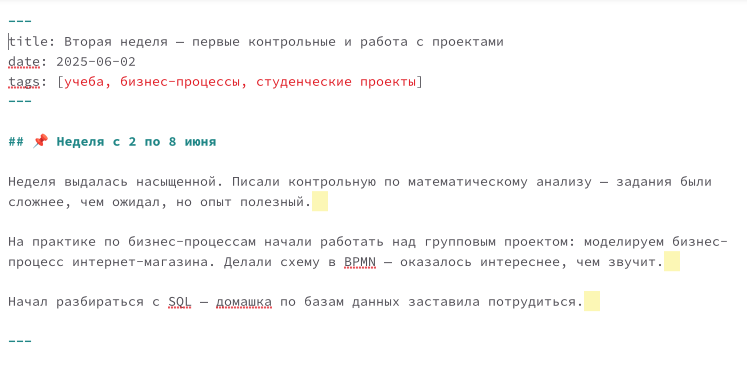 ---
title: Вторая неделя — первые контрольные и работа с проектами
date: 2025-06-02
tags: [учеба, бизнес-процессы, студенческие проекты]
---
## 📌 Неделя с 2 по 8 июня
Неделя выдалась насыщенной. Писали контрольную по математическому анализу — задания были
сложнее, чем ожидал, но опыт полезный.
На практике по бизнес-процессам начали работать над групповым проектом: моделируем бизнес-
процесс интернет-магазина. Делали схему в BPMN — оказалось интереснее, чем звучит.
Начал разбираться с SQL — домашка по базам данных заставила потрудиться.
---